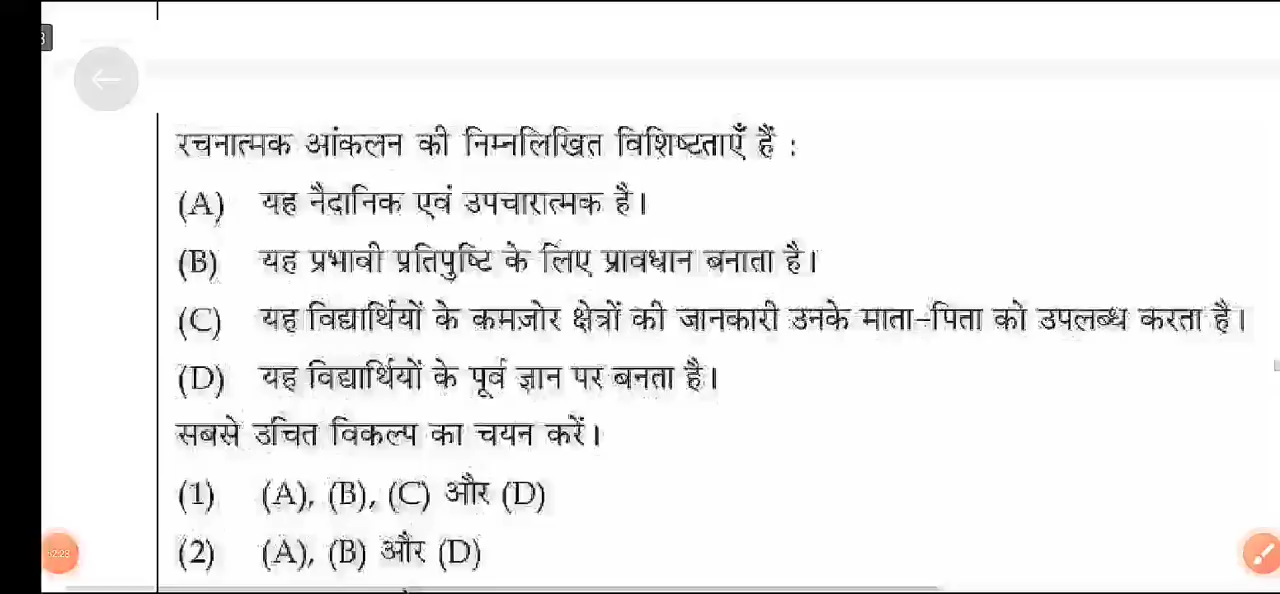 रचनात्मक आंकलन की निम्नलिखित विशिष्टताएँ हैं :
(A) यह नैदानिक एवं उपचारात्मक है।
(B) यह प्रभावी प्रतिपुष्टि के लिए प्रावधान बनाता है।
(C) यह विद्यार्थियों के कमजोर क्षेत्रों की जानकारी उनके माता-पिता को उपलब्ध करता है।
(D) यह विद्यार्थियों के पूर्व ज्ञान पर बनता है।
सबसे उचित विकल्प का चयन करें।
(1) (A), (B), (C) और (D)
(2) (A), (B) और (D)